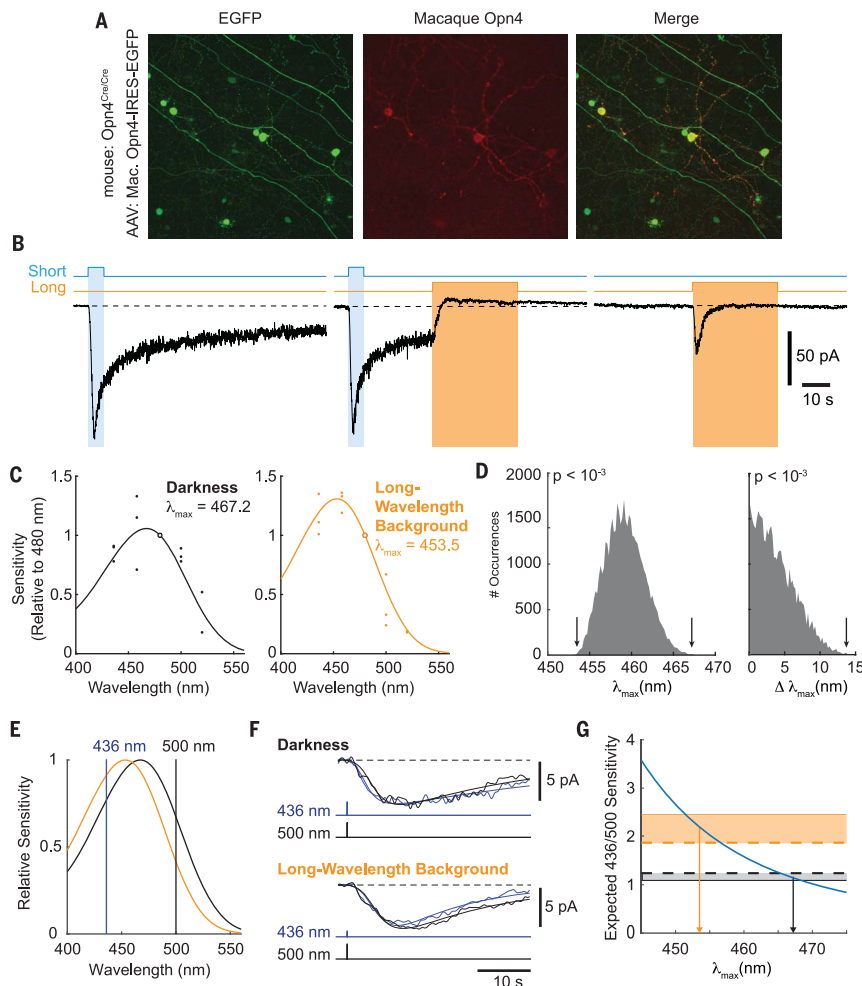 A
EGFP
Macaque Opn4
Merge
mouse: Opn4Cre/Cre
AAV: Mac. Opn4-IRES-EGFP
B
Short
Long
50 pA
10 s
C
Sensitivity
(Relative to 480 nm)
1.5
1
0.5
0
Darkness
λmax = 467.2
400 450 500 550
Wavelength (nm)
1.5
1
0.5
0
Long-
Wavelength
Background
λmax = 453.5
400 450 500 550
Wavelength (nm)
D
# Occurrences
2000
1500
1000
500
0
p < 10-3
450 455 460 465 470
λmax(nm)
p < 10-3
0 5 10 15
Δ λmax(nm)
E
Relative Sensitivity
1
0.5
0
436 nm
500 nm
400 450 500 550
Wavelength (nm)
F
Darkness
5 pA
436 nm
500 nm
Long-Wavelength Background
5 pA
436 nm
500 nm
10 s
G
Expected 436/500 Sensitivity
4
3
2
1
0
450 460 470
λmax(nm)